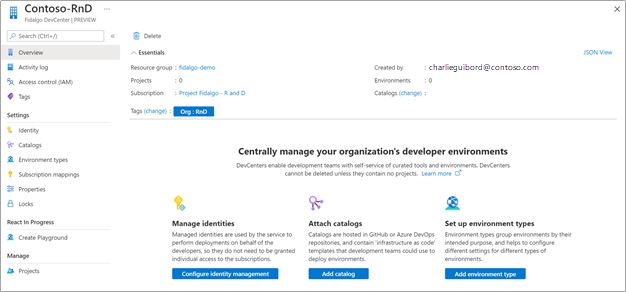 Contoso-RnD ...
Fidalgo DevCenter | PREVIEW
Search (Ctrl+/)
Delete
Overview
Activity log
Access control (IAM)
Tags
Settings
Identity
Catalogs
Environment types
Subscription mappings
Properties
Locks
React In Progress
Create Playground
Manage
Projects
Essentials
JSON View
Resource group : fidalgo-demo
Created by : charlieguibord@contoso.com
Projects : 0
Environments : 0
Subscription : Project Fidalgo - R and D
Catalogs (change) :
Tags (change) : Org : RnD
Centrally manage your organization's developer environments
DevCenters enable development teams with self-service of curated tools and environments. DevCenters
cannot be deleted unless they contain no projects. Learn more
Manage identities
Managed identities are used by the service to
perform deployments on behalf of the
developers, so they do not need to be granted
individual access to the subscriptions.
Configure identity management
Attach catalogs
Catalogs are hosted in GitHub or Azure DevOps
repositories, and contain 'infrastructure as code'
templates that development teams could use to
deploy environments.
Add catalog
Set up environment types
Environment types group environments by their
intended purpose, and helps to configure
different settings for different types of
environments.
Add environment type